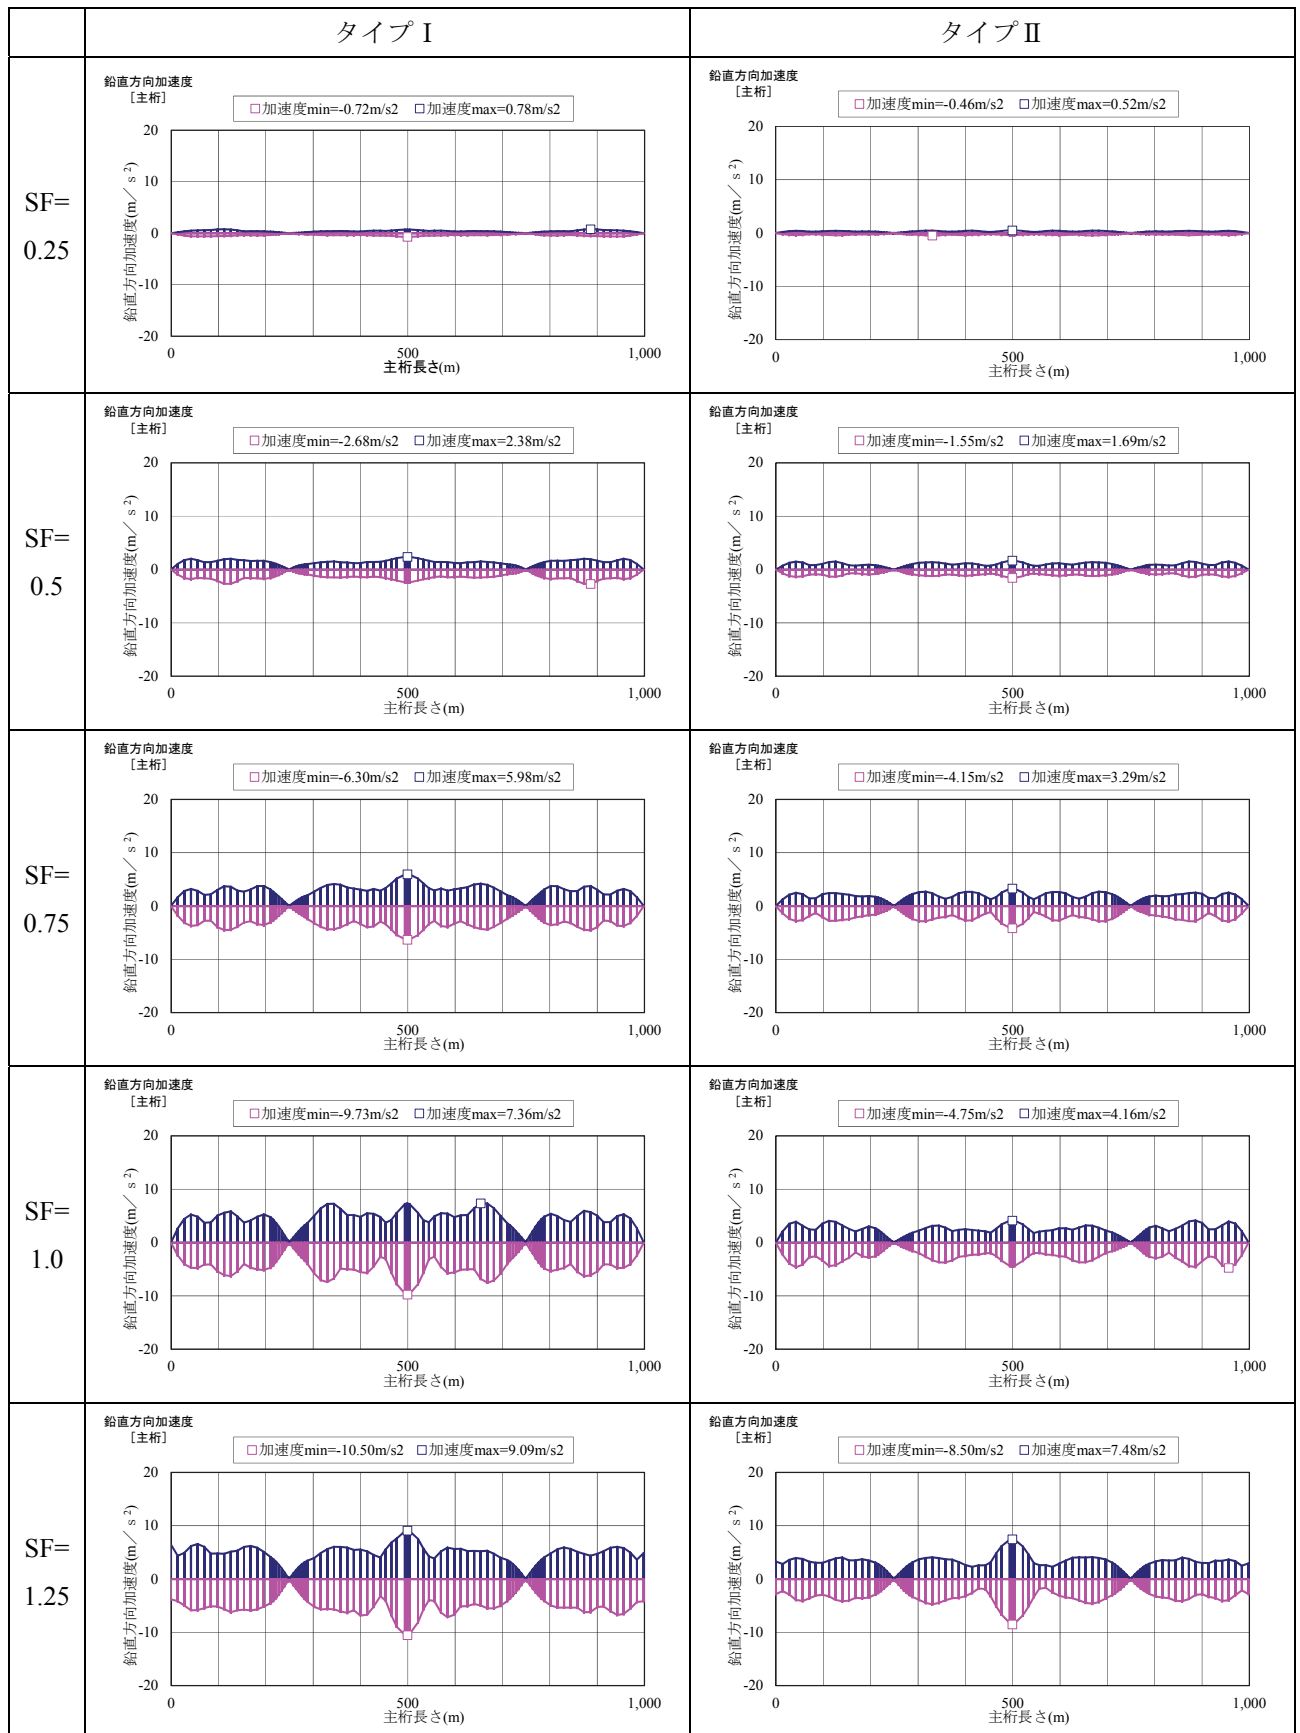 タイプⅠ
タイプⅡ
SF=
0.25
鉛直方向加速度
[主桁]
加速度min=-0.72m/s2 加速度max=0.78m/s2
鉛直方向加速度(m/s²)
20
10
0
-10
-20
0 500 1,000
主桁長さ(m)
鉛直方向加速度
[主桁]
加速度min=-0.46m/s2 加速度max=0.52m/s2
鉛直方向加速度(m/s²)
20
10
0
-10
-20
0 500 1,000
主桁長さ(m)
SF=
0.5
鉛直方向加速度
[主桁]
加速度min=-2.68m/s2 加速度max=2.38m/s2
鉛直方向加速度(m/s²)
20
10
0
-10
-20
0 500 1,000
主桁長さ(m)
鉛直方向加速度
[主桁]
加速度min=-1.55m/s2 加速度max=1.69m/s2
鉛直方向加速度(m/s²)
20
10
0
-10
-20
0 500 1,000
主桁長さ(m)
SF=
0.75
鉛直方向加速度
[主桁]
加速度min=-6.30m/s2 加速度max=5.98m/s2
鉛直方向加速度(m/s²)
20
10
0
-10
-20
0 500 1,000
主桁長さ(m)
鉛直方向加速度
[主桁]
加速度min=-4.15m/s2 加速度max=3.29m/s2
鉛直方向加速度(m/s²)
20
10
0
-10
-20
0 500 1,000
主桁長さ(m)
SF=
1.0
鉛直方向加速度
[主桁]
加速度min=-9.73m/s2 加速度max=7.36m/s2
鉛直方向加速度(m/s²)
20
10
0
-10
-20
0 500 1,000
主桁長さ(m)
鉛直方向加速度
[主桁]
加速度min=-4.75m/s2 加速度max=4.16m/s2
鉛直方向加速度(m/s²)
20
10
0
-10
-20
0 500 1,000
主桁長さ(m)
SF=
1.25
鉛直方向加速度
[主桁]
加速度min=-10.50m/s2 加速度max=9.09m/s2
鉛直方向加速度(m/s²)
20
10
0
-10
-20
0 500 1,000
主桁長さ(m)
鉛直方向加速度
[主桁]
加速度min=-8.50m/s2 加速度max=7.48m/s2
鉛直方向加速度(m/s²)
20
10
0
-10
-20
0 500 1,000
主桁長さ(m)